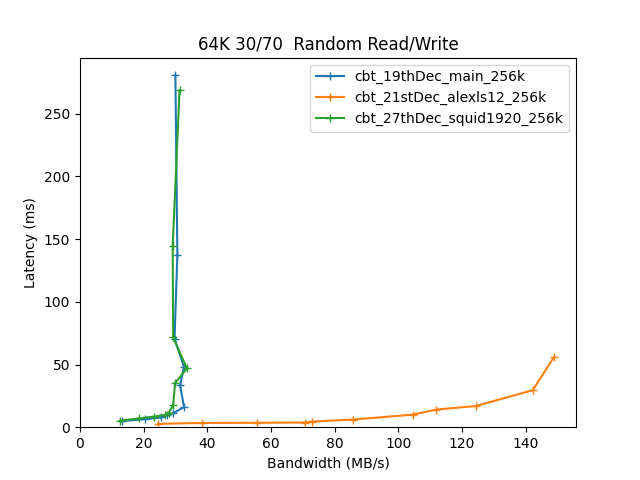 64K 30/70  Random Read/Write
cbt_19thDec_main_256k
cbt_21stDec_alexls12_256k
cbt_27thDec_squid1920_256k
250
200
150
100
50
0
Latency (ms)
0 20 40 60 80 100 120 140
Bandwidth (MB/s)